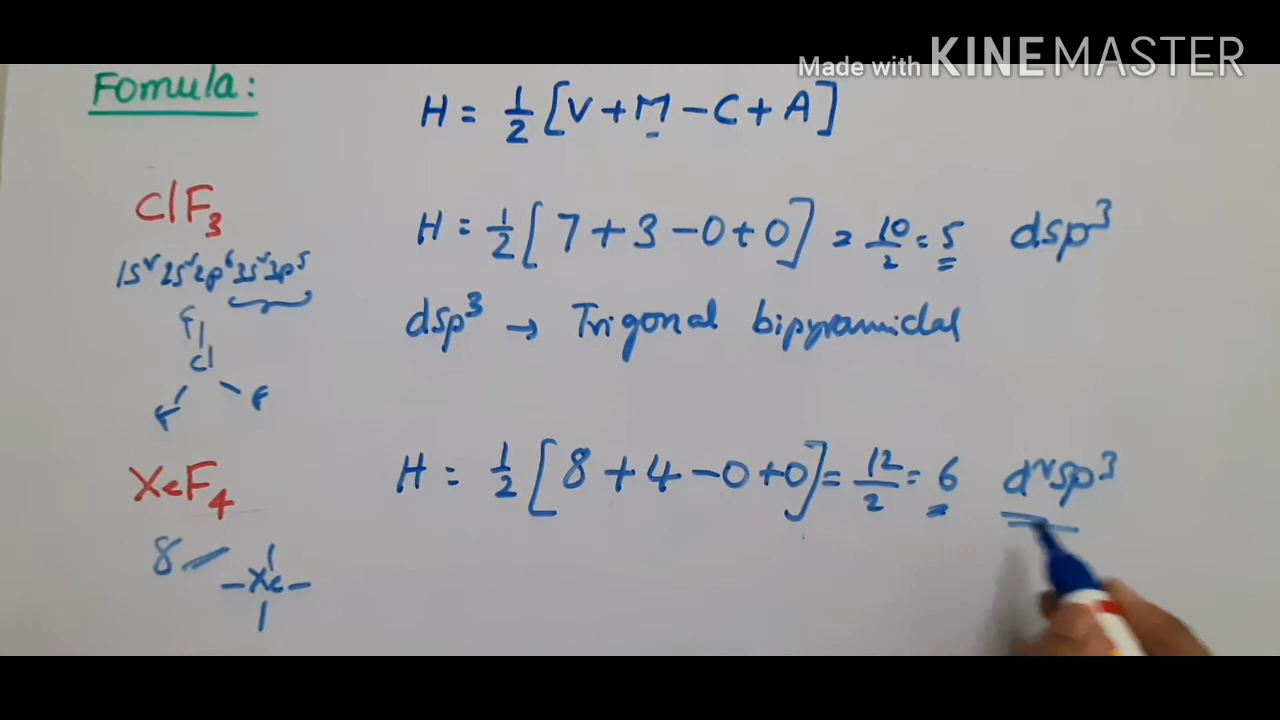 Made with KINEMASTER
Fomula:
H = 1/2 [V + M - C + A]
ClF₃
H = 1/2 [7 + 3 - 0 + 0] = 10/2 = 5 dsp³
1s² 2s² 2p⁶ 3s² 3p⁵
dsp³ → Trigonal bipyramidal
F
Cl
F F
XeF₄
H = 1/2 [8 + 4 - 0 + 0] = 12/2 = 6 d²sp³
8
-Xe-